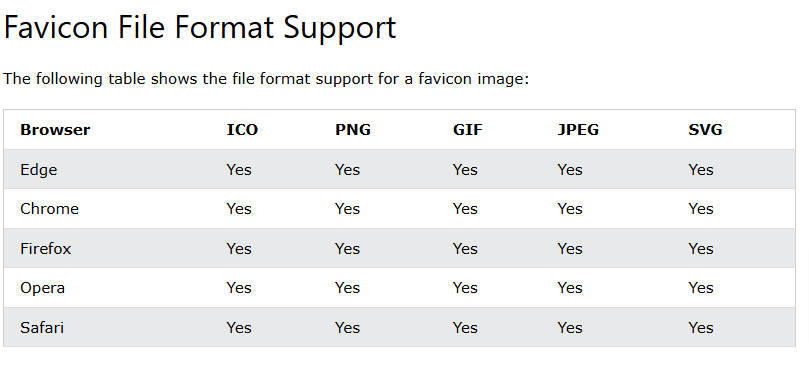 Favicon File Format Support
The following table shows the file format support for a favicon image:
Browser ICO PNG GIF JPEG SVG
Edge Yes Yes Yes Yes Yes
Chrome Yes Yes Yes Yes Yes
Firefox Yes Yes Yes Yes Yes
Opera Yes Yes Yes Yes Yes
Safari Yes Yes Yes Yes Yes